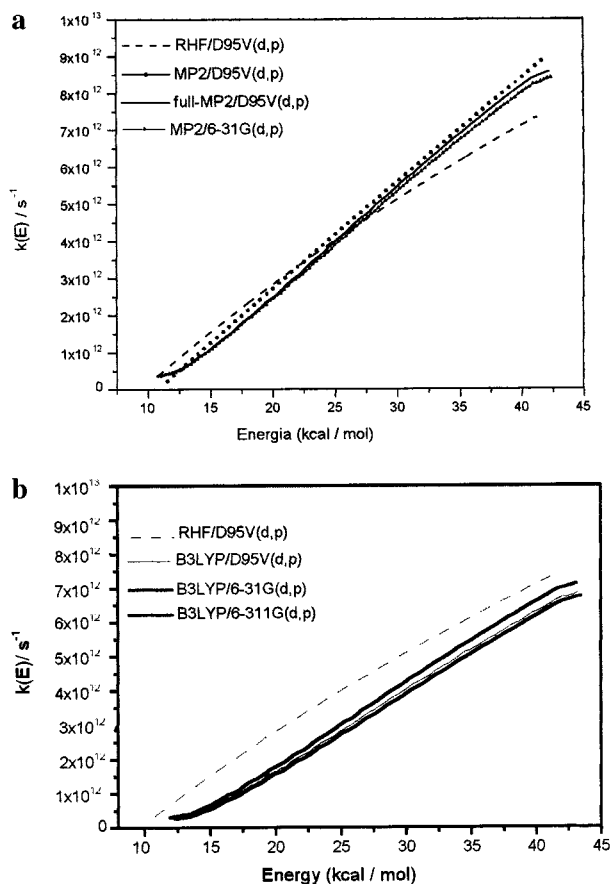 a
1x10¹³
9x10¹²
8x10¹²
7x10¹²
6x10¹²
5x10¹²
4x10¹²
3x10¹²
2x10¹²
1x10¹²
0
k(E) / s⁻¹
RHF/D95V(d,p)
MP2/D95V(d,p)
full-MP2/D95V(d,p)
MP2/6-31G(d,p)
10 15 20 25 30 35 40 45
Energia (kcal / mol)
b
1x10¹³
9x10¹²
8x10¹²
7x10¹²
6x10¹²
5x10¹²
4x10¹²
3x10¹²
2x10¹²
1x10¹²
0
k(E)/ s⁻¹
RHF/D95V(d,p)
B3LYP/D95V(d,p)
B3LYP/6-31G(d,p)
B3LYP/6-311G(d,p)
10 15 20 25 30 35 40 45
Energy (kcal / mol)